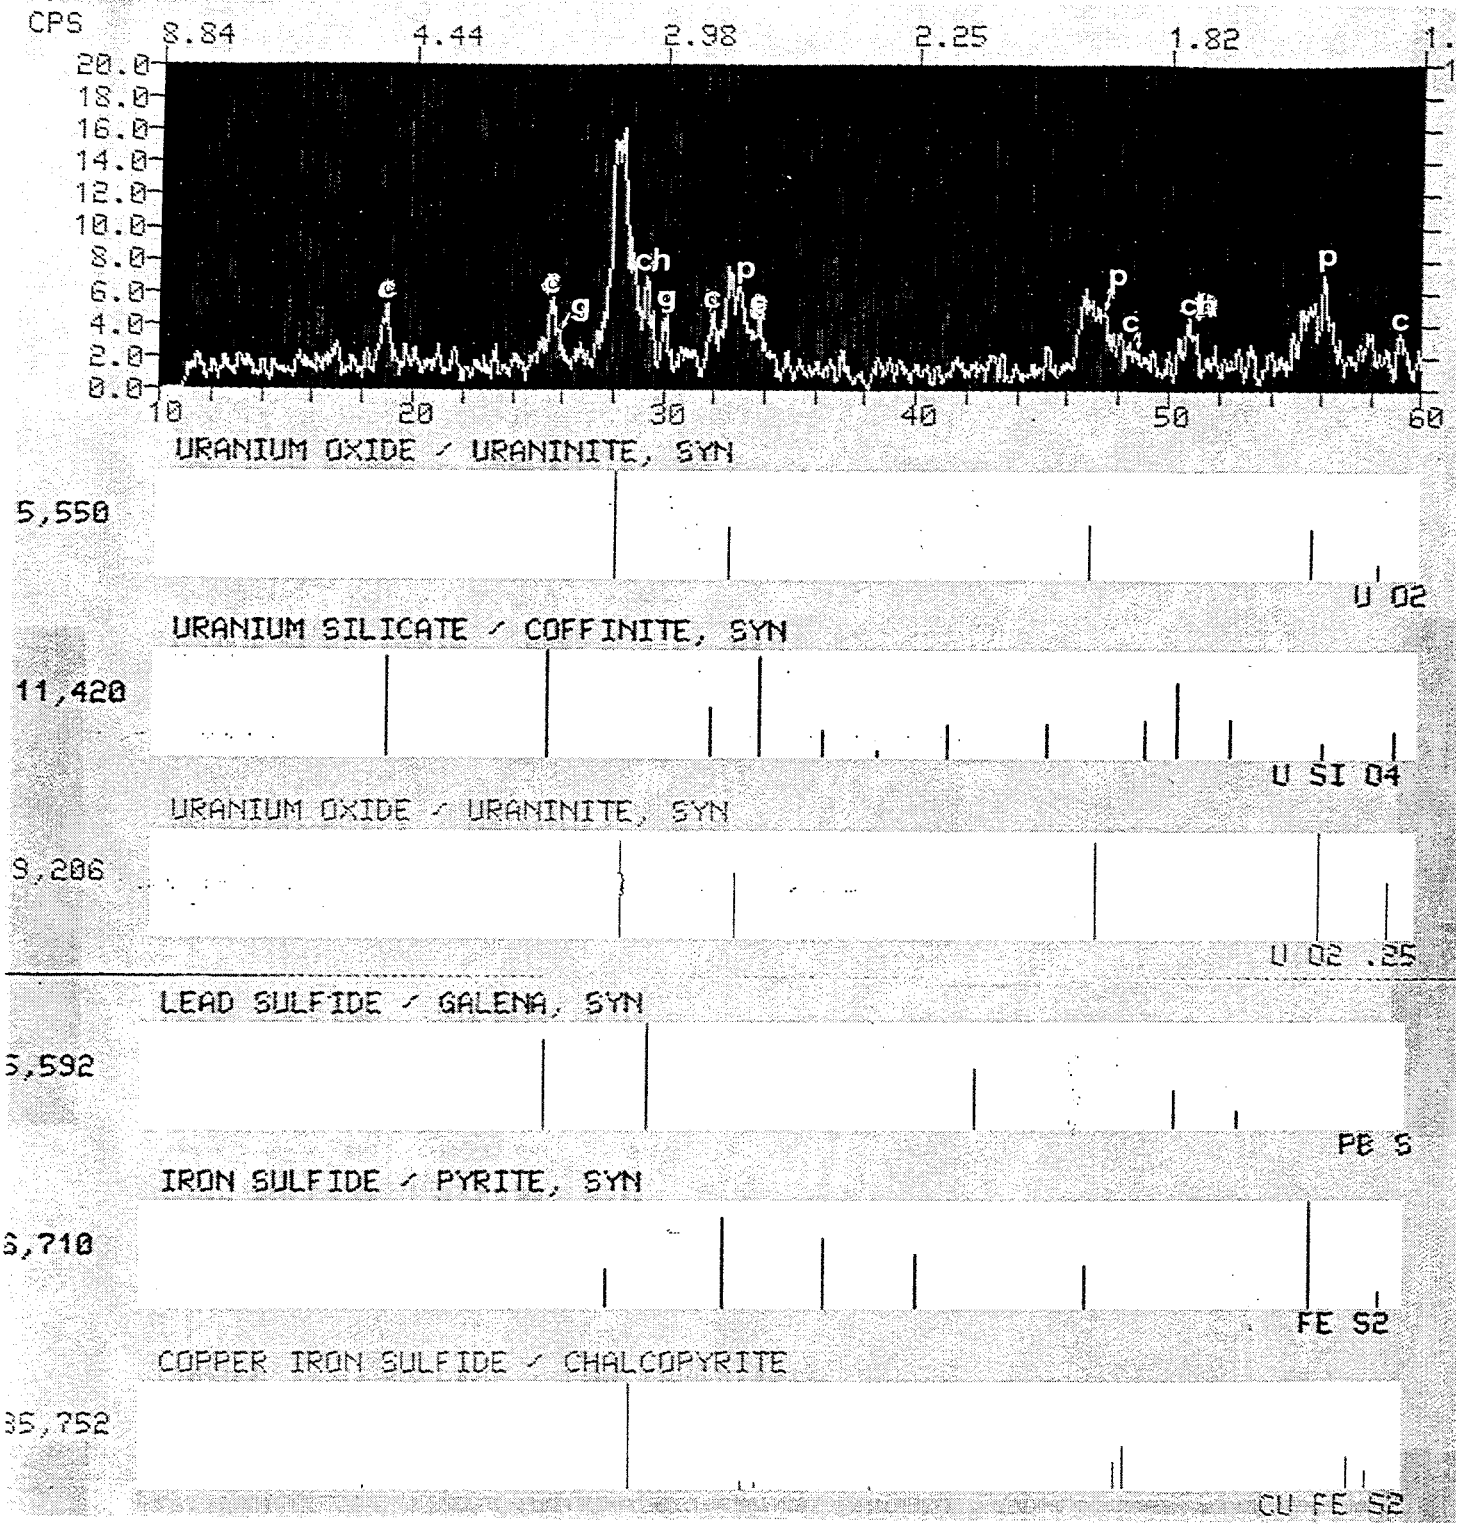 CPS
8.84 4.44 2.98 2.25 1.82 1.
20.0
18.0
16.0
14.0
12.0
10.0
8.0
6.0
4.0
2.0
0.0
c c g ch g c p p c ch p c
10 20 30 40 50 60
URANIUM OXIDE / URANINITE, SYN
5,550
U O2
URANIUM SILICATE / COFFINITE, SYN
11,420
U SI O4
URANIUM OXIDE / URANINITE, SYN
9,206
U O2 .25
LEAD SULFIDE / GALENA, SYN
5,592
PB S
IRON SULFIDE / PYRITE, SYN
6,710
FE S2
COPPER IRON SULFIDE / CHALCOPYRITE
35,752
CU FE S2